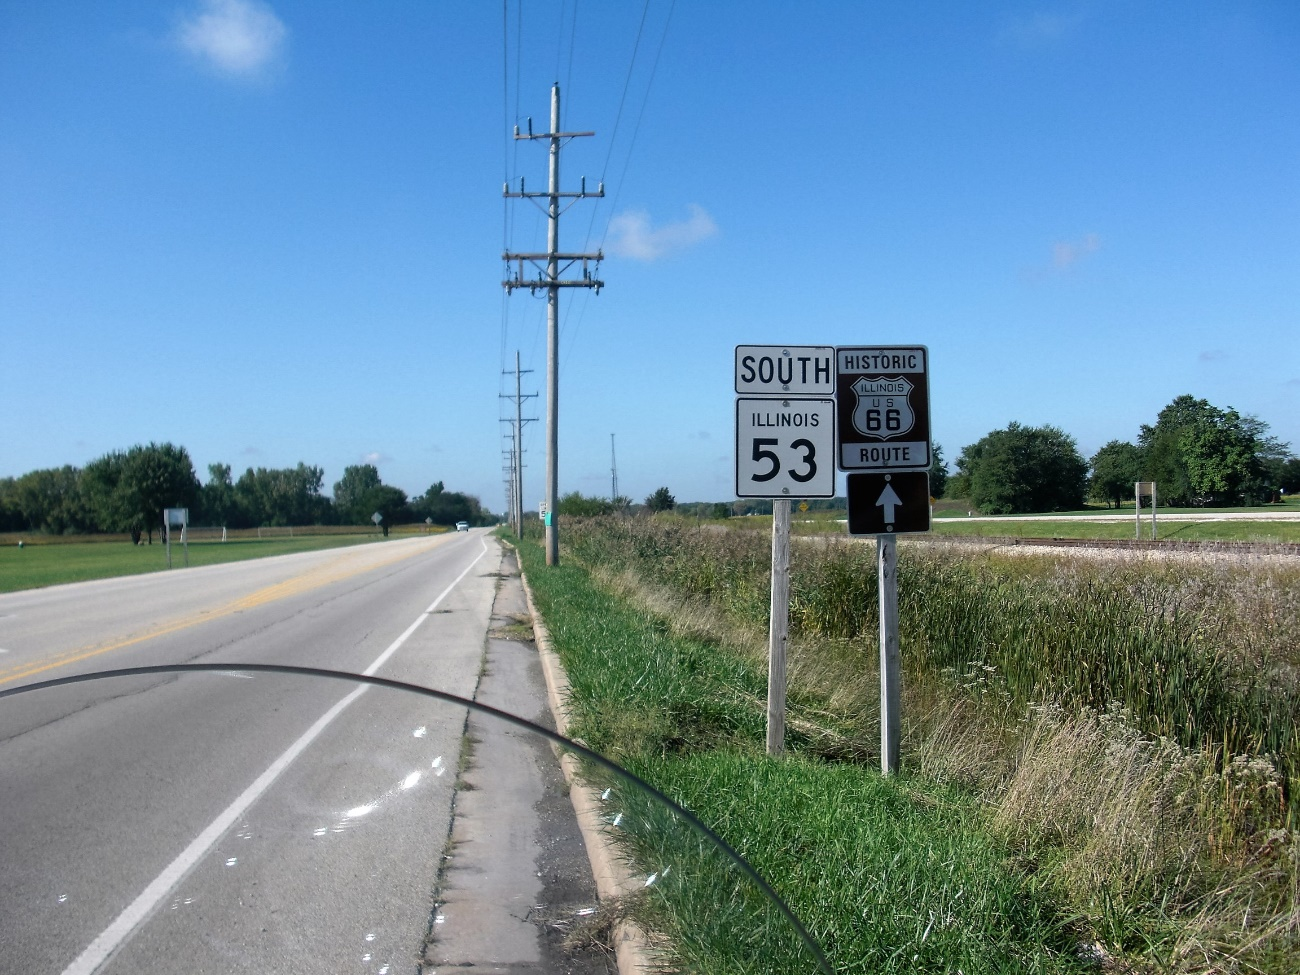 SOUTH
ILLINOIS
53
HISTORIC
ILLINOIS
U S
66
ROUTE